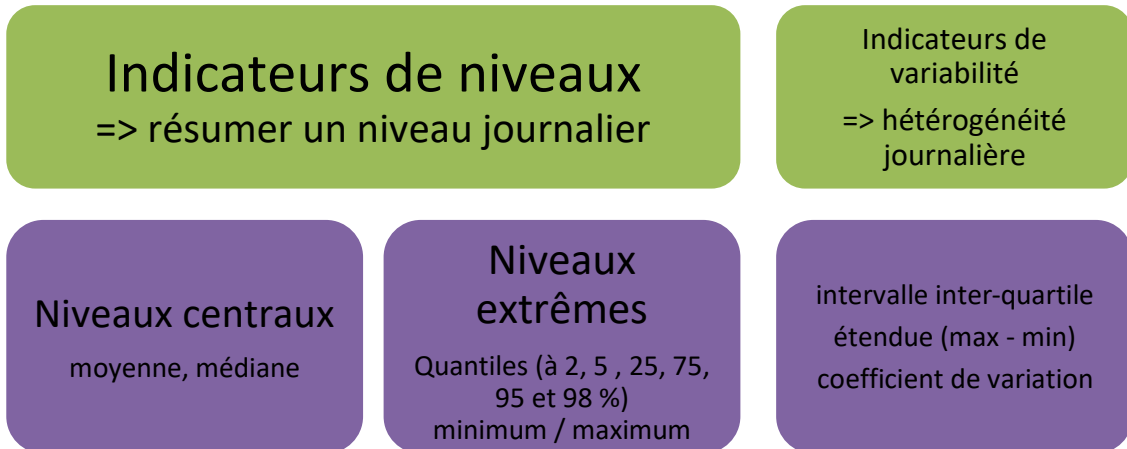 Indicateurs de niveaux
=> résumer un niveau journalier
Indicateurs de
variabilité
=> hétérogénéité
journalière
Niveaux centraux
moyenne, médiane
Niveaux
extrêmes
Quantiles (à 2, 5 , 25, 75,
95 et 98 %)
minimum / maximum
intervalle inter-quartile
étendue (max - min)
coefficient de variation